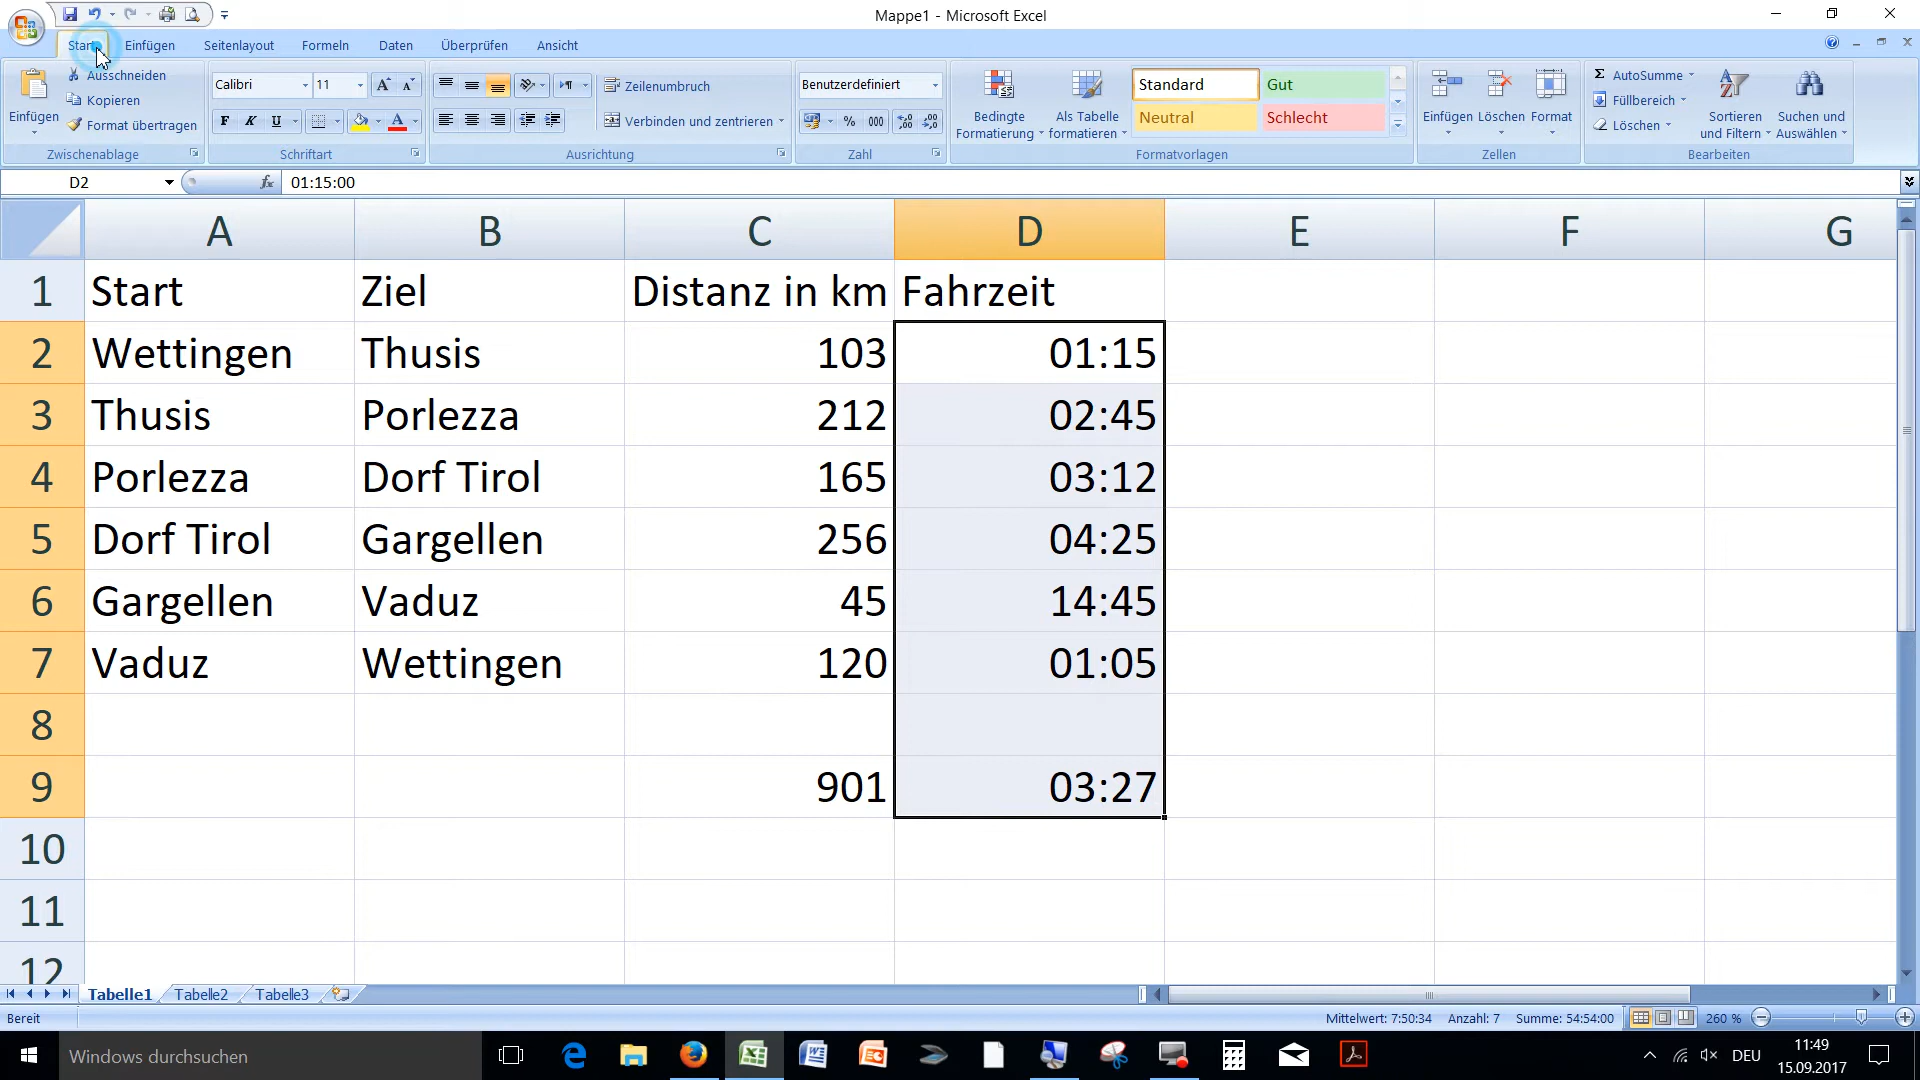 Mappe1 - Microsoft Excel
Start Einfügen Seitenlayout Formeln Daten Überprüfen Ansicht
Einfügen
Ausschneiden
Kopieren
Format übertragen
Zwischenablage
Calibri 11
F K U
Schriftart
Zeilenumbruch
Verbinden und zentrieren
Ausrichtung
Benutzerdefiniert
% 000
Zahl
Bedingte Formatierung
Als Tabelle formatieren
Standard Gut
Neutral Schlecht
Formatvorlagen
Einfügen Löschen Format
Zellen
Σ AutoSumme
Füllbereich
Löschen
Sortieren und Filtern
Suchen und Auswählen
Bearbeiten
D2 fx 01:15:00
A B C D E F G
1 Start Ziel Distanz in km Fahrzeit
2 Wettingen Thusis 103 01:15
3 Thusis Porlezza 212 02:45
4 Porlezza Dorf Tirol 165 03:12
5 Dorf Tirol Gargellen 256 04:25
6 Gargellen Vaduz 45 14:45
7 Vaduz Wettingen 120 01:05
8
9 901 03:27
10
11
12
Tabelle1 Tabelle2 Tabelle3
Bereit Mittelwert: 7:50:34 Anzahl: 7 Summe: 54:54:00 260 %
Windows durchsuchen DEU 11:49
15.09.2017